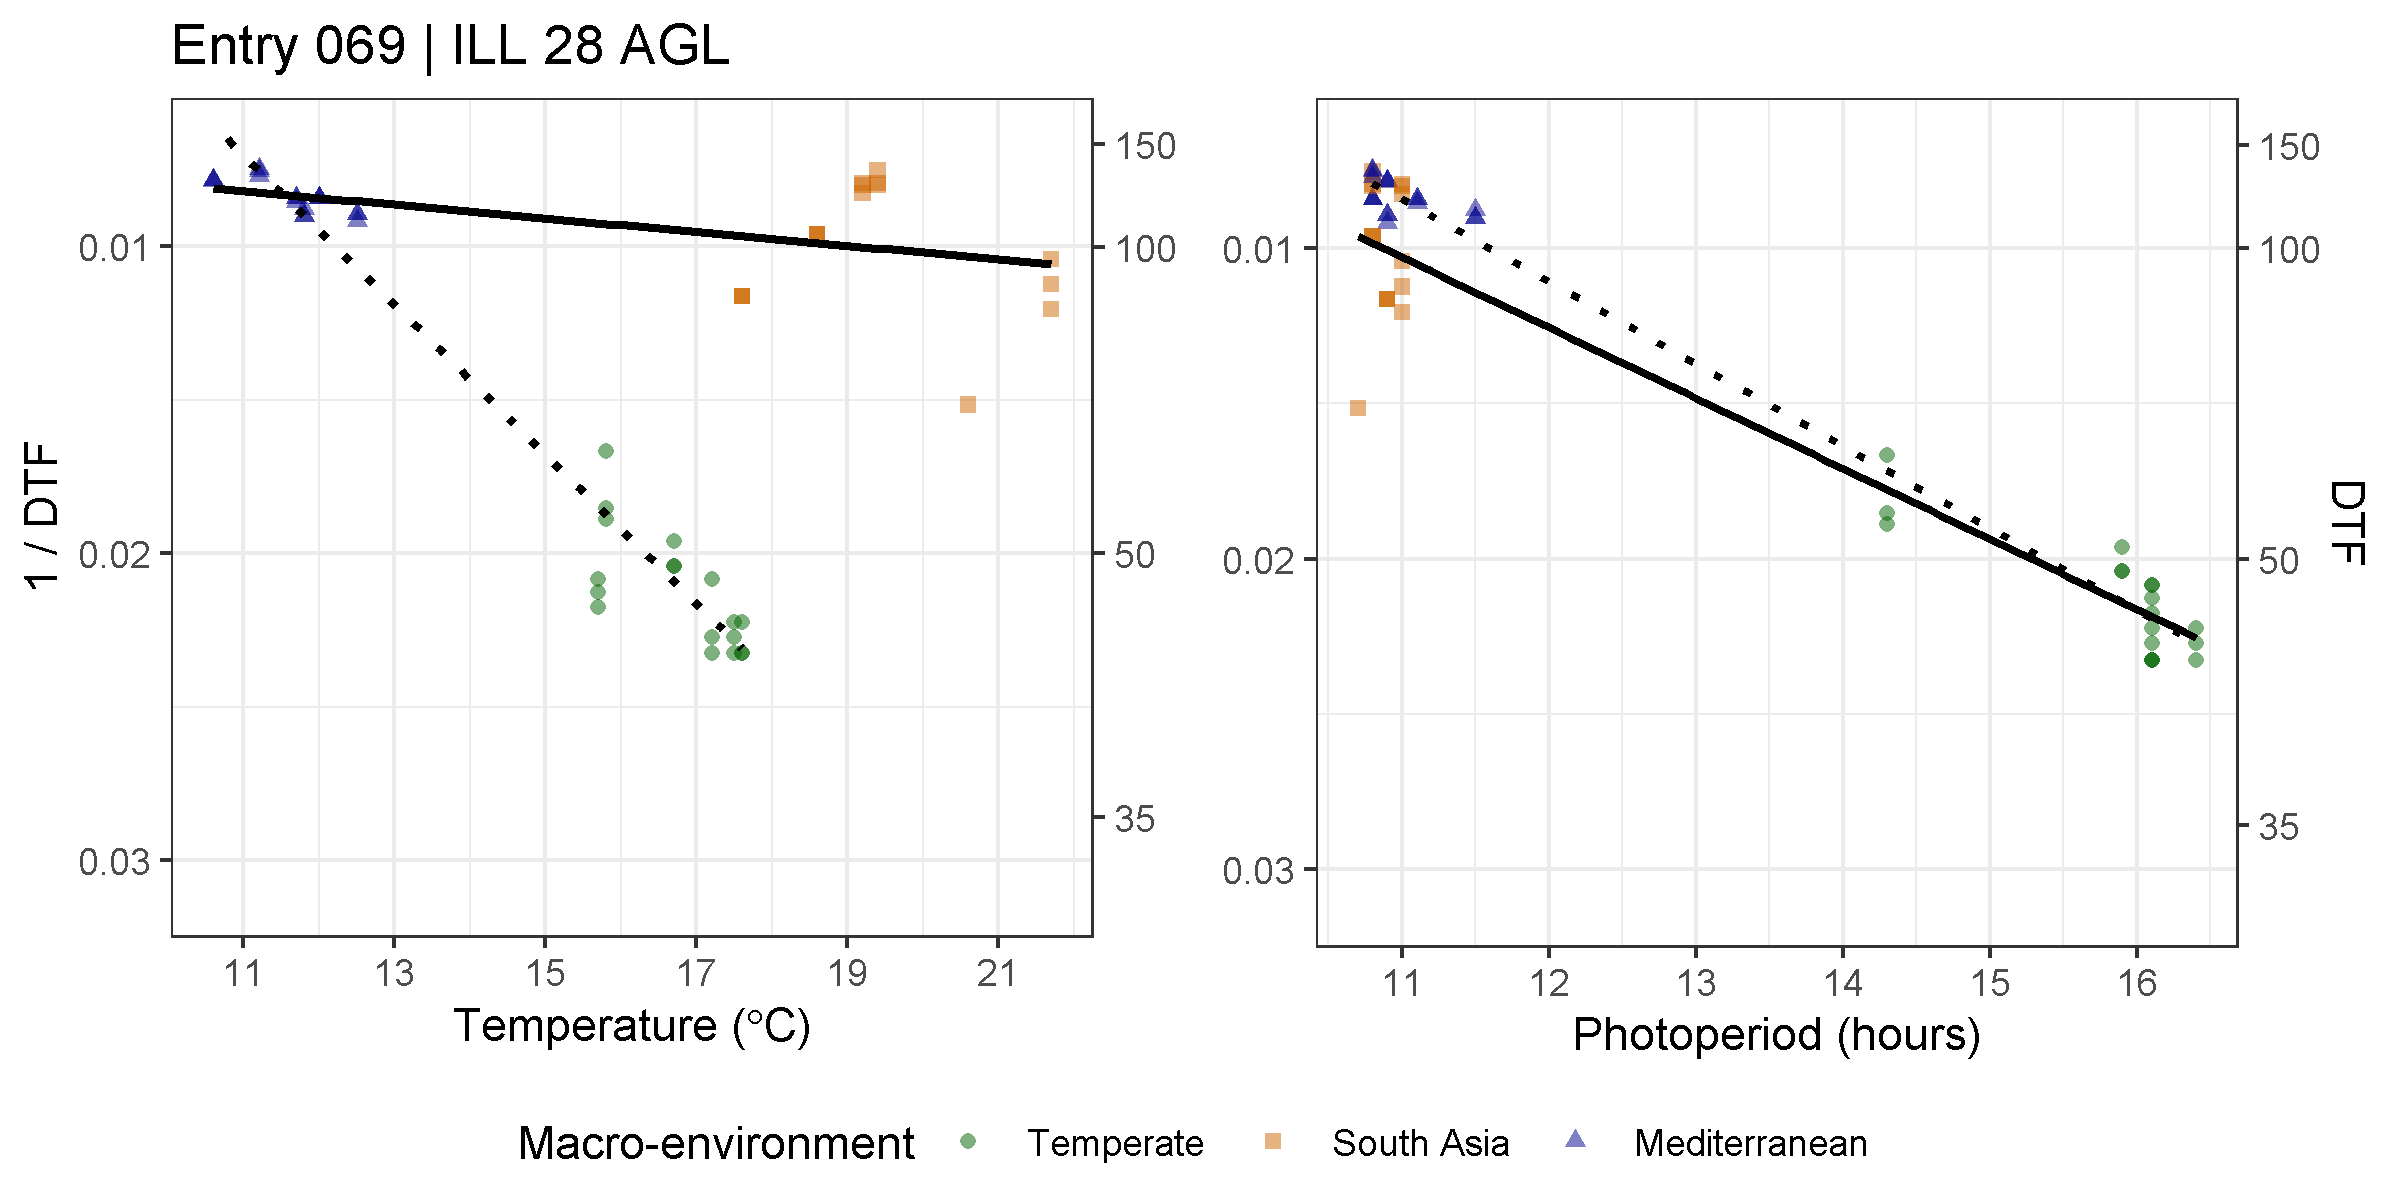 Entry 069 | ILL 28 AGL
1 / DTF
0.01
0.02
0.03
150
100
50
35
11 13 15 17 19 21
Temperature (°C)
0.01
0.02
0.03
150
100
50
35
DTF
11 12 13 14 15 16
Photoperiod (hours)
Macro-environment Temperate South Asia Mediterranean